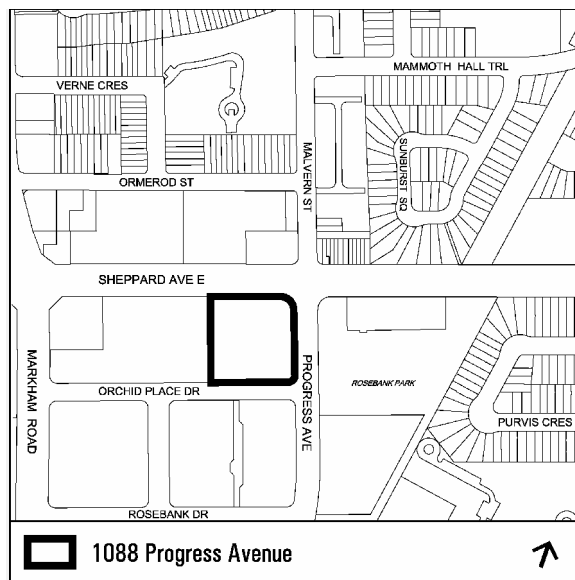 MAMMOTH HALL TRL
VERNE CRES
MALVERN ST
SUNBURST SQ
ORMEROD ST
SHEPPARD AVE E
MARKHAM ROAD
PROGRESS AVE
ROSEBANK PARK
ORCHID PLACE DR
PURVIS CRES
ROSEBANK DR
1088 Progress Avenue